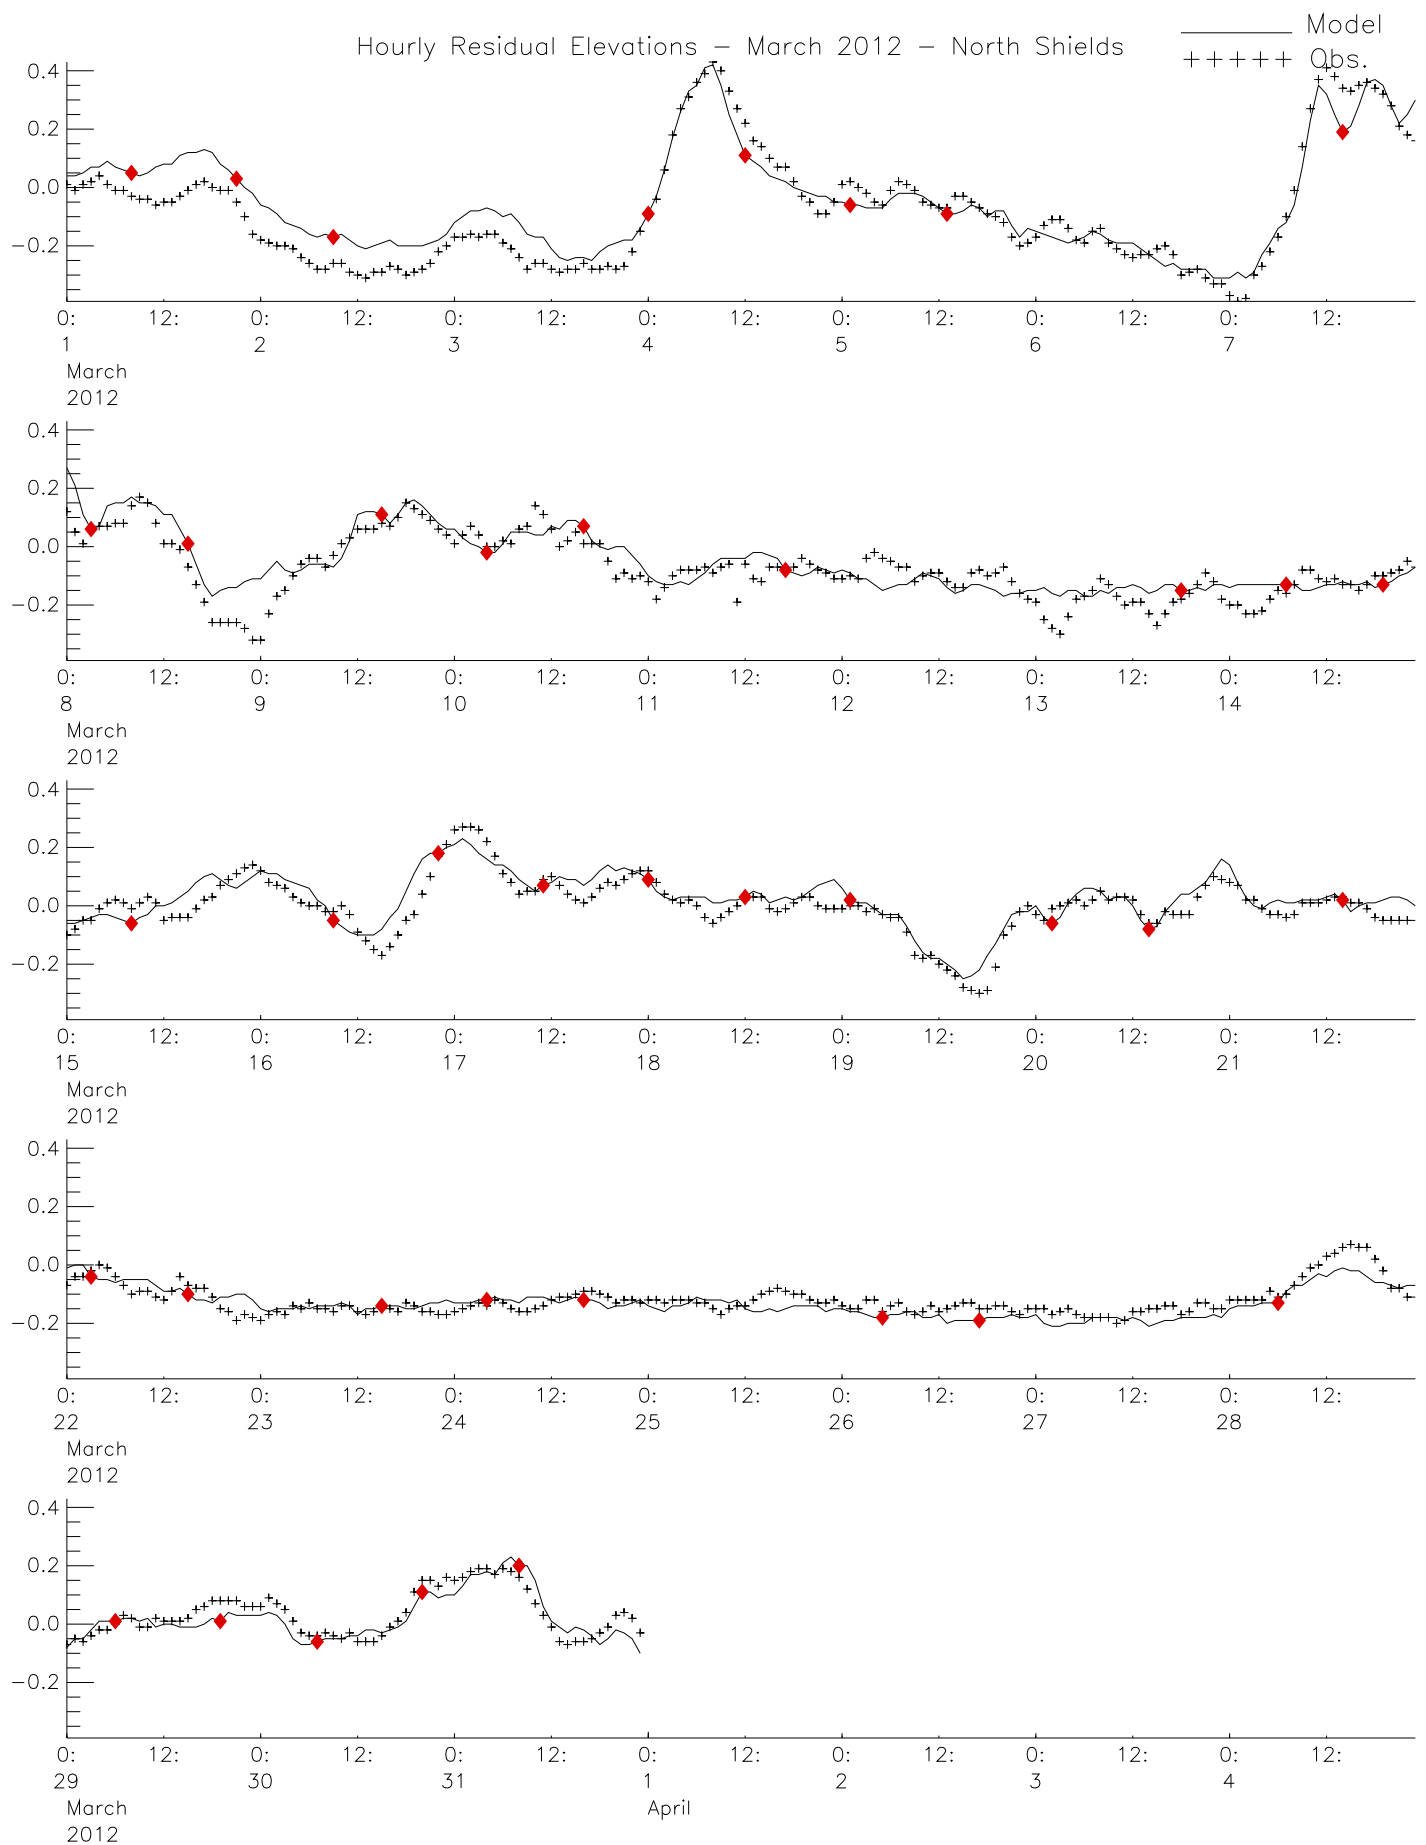 Hourly Residual Elevations − March 2012 − North Shields
Model
+++++ Obs.
0.4
0.2
0.0
−0.2
0: 12: 0: 12: 0: 12: 0: 12: 0: 12: 0: 12: 0: 12:
1 2 3 4 5 6 7
March
2012
0.4
0.2
0.0
−0.2
0: 12: 0: 12: 0: 12: 0: 12: 0: 12: 0: 12: 0: 12:
8 9 10 11 12 13 14
March
2012
0.4
0.2
0.0
−0.2
0: 12: 0: 12: 0: 12: 0: 12: 0: 12: 0: 12: 0: 12:
15 16 17 18 19 20 21
March
2012
0.4
0.2
0.0
−0.2
0: 12: 0: 12: 0: 12: 0: 12: 0: 12: 0: 12: 0: 12:
22 23 24 25 26 27 28
March
2012
0.4
0.2
0.0
−0.2
0: 12: 0: 12: 0: 12: 0: 12: 0: 12: 0: 12: 0: 12:
29 30 31 1 2 3 4
March April
2012